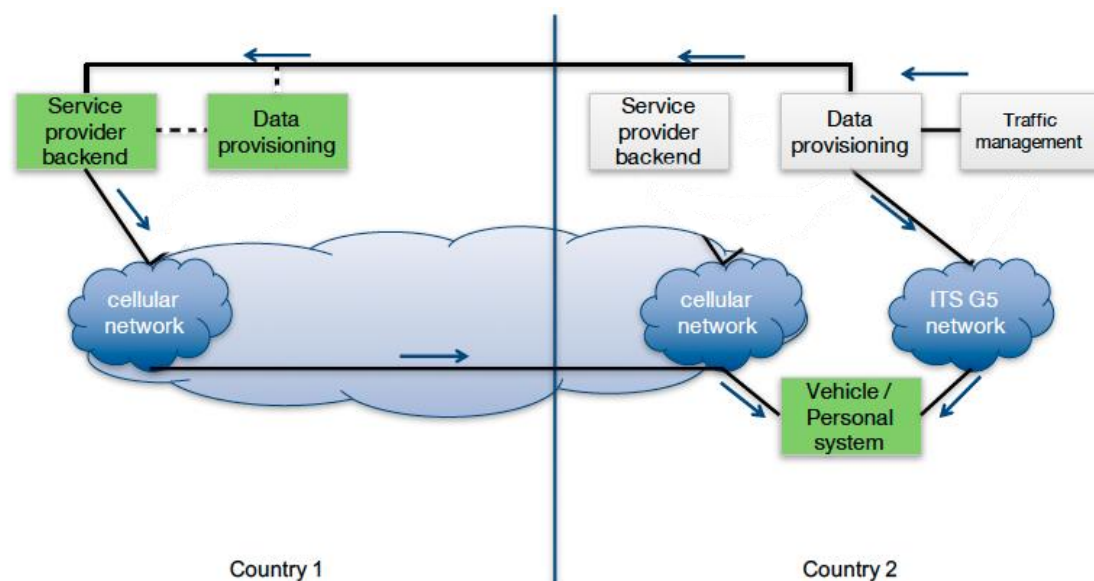 Service
provider
backend
Data
provisioning
Service
provider
backend
Data
provisioning
Traffic
management
cellular
network
cellular
network
ITS G5
network
Vehicle /
Personal
system
Country 1
Country 2